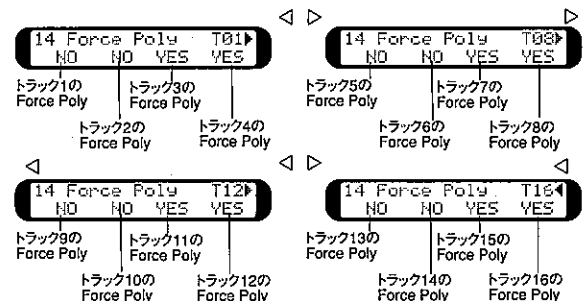 14 Force Poly T01▶
NO NO YES YES
トラック1の
Force Poly
トラック3の
Force Poly
トラック2の
Force Poly
トラック4の
Force Poly
14 Force Poly T08▶
NO NO YES YES
トラック5の
Force Poly
トラック7の
Force Poly
トラック6の
Force Poly
トラック8の
Force Poly
14 Force Poly T12▶
NO NO YES YES
トラック9の
Force Poly
トラック11の
Force Poly
トラック10の
Force Poly
トラック12の
Force Poly
14 Force Poly T16◀
NO NO YES YES
トラック13の
Force Poly
トラック15の
Force Poly
トラック14の
Force Poly
トラック16の
Force Poly